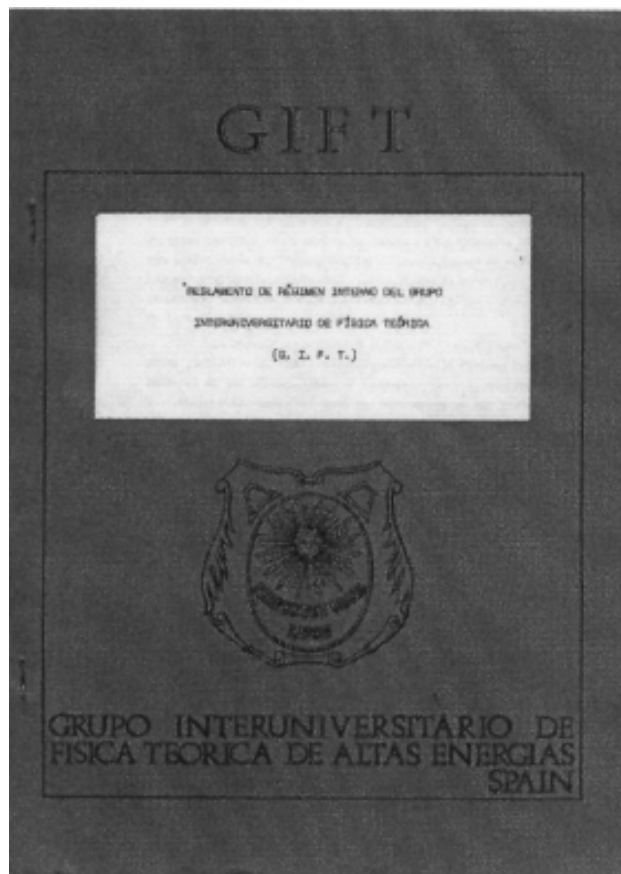 GIFT
REGLAMENTO DE RÉGIMEN INTERNO DEL GRUPO
INTERUNIVERSITARIO DE FÍSICA TEÓRICA
(G. I. F. T.)
GRUPO INTERUNIVERSITARIO DE
FISICA TEORICA DE ALTAS ENERGIAS
SPAIN